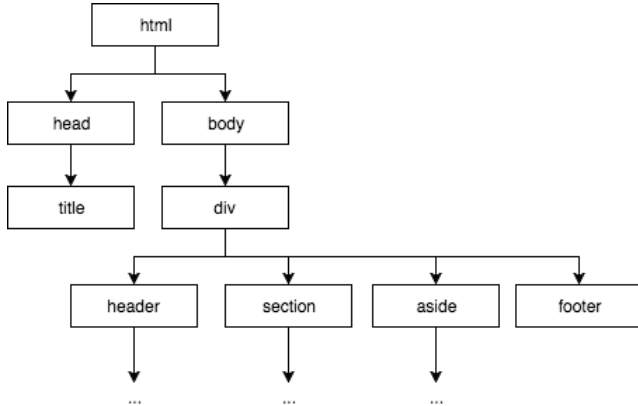 html
head body
title div
header section aside footer
... ... ...